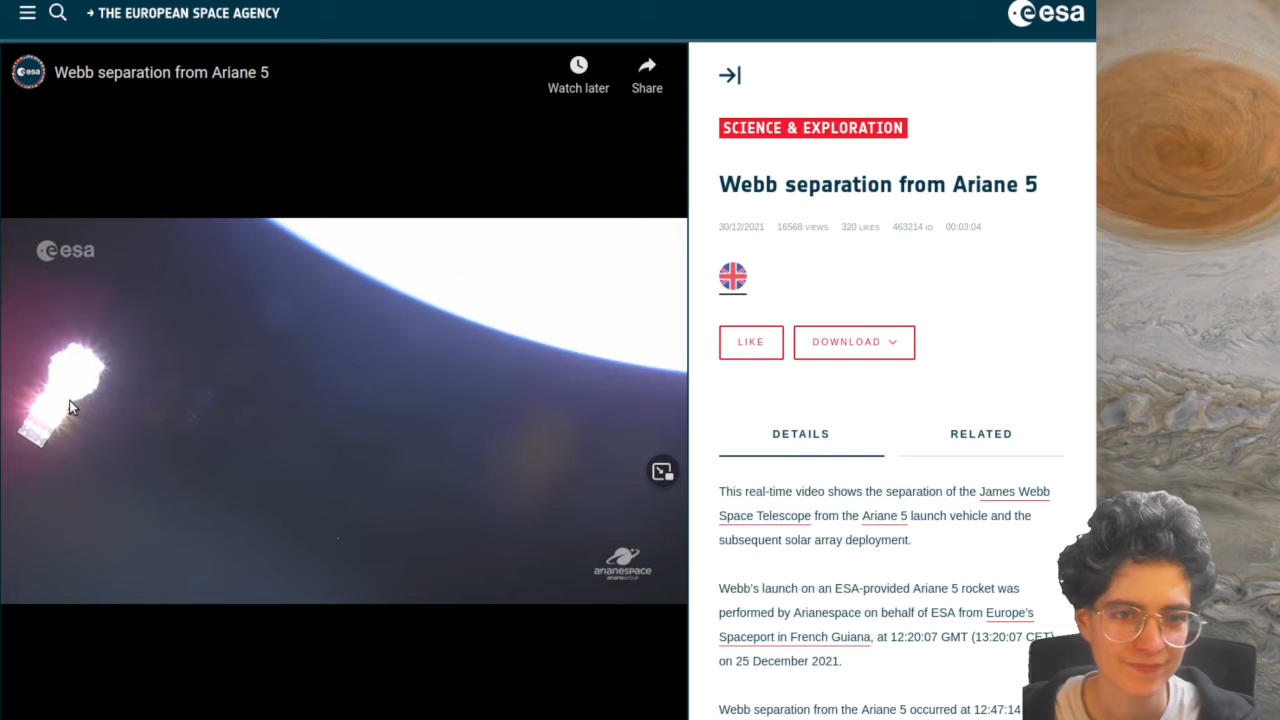 → THE EUROPEAN SPACE AGENCY
esa
esa
Webb separation from Ariane 5
Watch later
Share
esa
arianespace
SCIENCE & EXPLORATION
Webb separation from Ariane 5
30/12/2021 16568 VIEWS 320 LIKES 463214 ID 00:03:04
LIKE
DOWNLOAD
DETAILS
RELATED
This real-time video shows the separation of the James Webb
Space Telescope from the Ariane 5 launch vehicle and the
subsequent solar array deployment.
Webb’s launch on an ESA-provided Ariane 5 rocket was
performed by Arianespace on behalf of ESA from Europe’s
Spaceport in French Guiana, at 12:20:07 GMT (13:20:07 CET)
on 25 December 2021.
Webb separation from the Ariane 5 occurred at 12:47:14